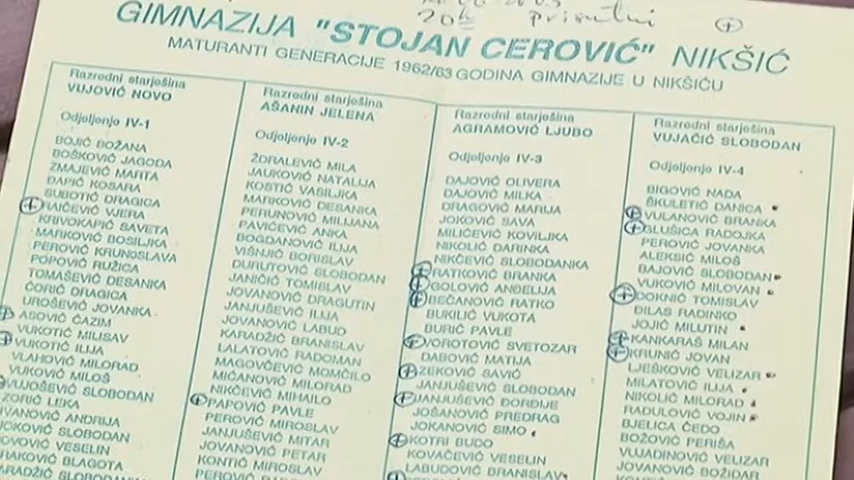 20h prisutni
GIMNAZIJA "STOJAN CEROVIĆ" NIKŠIĆ
MATURANTI GENERACIJE 1962/63 GODINA GIMNAZIJE U NIKŠIĆU
Razredni starješina
VUJOVIĆ NOVO
Odjeljenje IV-1
BOJIĆ BOŽANA
BOŠKOVIĆ JAGODA
ZMAJEVIĆ MARTA
ĐAPIĆ KOSARA
SUBOTIĆ DRAGICA
RAIČEVIĆ VJERA
KRIVOKAPIĆ SAVETA
MARKOVIĆ BOSILJKA
PEROVIĆ KRUNOSLAVA
POPOVIĆ RUŽICA
TOMAŠEVIĆ DESANKA
ĆORIĆ DRAGICA
UROŠEVIĆ JOVANKA
ASOVIĆ ĆAZIM
VUKOTIĆ MILISAV
VUKOTIĆ ILIJA
VLAHOVIĆ MILORAD
VUKOVIĆ MILOŠ
VUJOŠEVIĆ SLOBODAN
ZORIĆ LEKA
IVANOVIĆ ANDRIJA
JOKOVIĆ SLOBODAN
JOVOVIĆ VESELIN
KARADŽIĆ SLOBODAN
Razredni starješina
AŠANIN JELENA
Odjeljenje IV-2
ŽDRALEVIĆ MILA
JAUKOVIĆ NATALIJA
KOSTIĆ VASILJKA
MARKOVIĆ DESANKA
PERUNOVIĆ MILIJANA
PAVIĆEVIĆ ANKA
BOGDANOVIĆ ILIJA
VIŠNJIĆ BORISLAV
DURUTOVIĆ SLOBODAN
JANIČIĆ TOMISLAV
JOVANOVIĆ DRAGUTIN
JANJUŠEVIĆ ILIJA
JOVANOVIĆ LABUD
KARADŽIĆ BRANISLAV
LALATOVIĆ RADOMAN
MAGOVČEVIĆ MOMČILO
MIĆANOVIĆ MILORAD
NIKČEVIĆ MIHAILO
PAPOVIĆ PAVLE
PEROVIĆ MIROSLAV
JANJUŠEVIĆ MITAR
JOVANOVIĆ PETAR
KONTIĆ MIROSLAV
PEROVIĆ
Razredni starješina
AGRAMOVIĆ LJUBO
Odjeljenje IV-3
DAJOVIĆ OLIVERA
DAJOVIĆ MILKA
DRAGOVIĆ MARIJA
JOKOVIĆ SAVA
MILIĆEVIĆ KOVILJKA
NIKOLIĆ DARINKA
NIKČEVIĆ SLOBODANKA
RATKOVIĆ BRANKA
GOLOVIĆ ANĐELIJA
BEĆANOVIĆ RATKO
BUKILIĆ VUKOTA
BURIĆ PAVLE
VOROTOVIĆ SVETOZAR
DABOVIĆ MATIJA
ZEKOVIĆ SAVIĆ
JANJUŠEVIĆ SLOBODAN
JANJUŠEVIĆ ĐORĐIJE
JOŠANOVIĆ PREDRAG
JOKANOVIĆ SIMO
KOTRI BUDO
KOVAČEVIĆ VESELIN
LABUDOVIĆ BRANISLAV
Razredni starješina
VUJAČIĆ SLOBODAN
Odjeljenje IV-4
BIGOVIĆ NADA
ŠKULETIĆ DANICA
VULANOVIĆ BRANKA
GLUŠICA RADOJKA
PEROVIĆ JOVANKA
ALEKSIĆ MILOŠ
BAJOVIĆ SLOBODAN
VUKOVIĆ MILOVAN
DOKNIĆ TOMISLAV
ĐILAS RADINKO
JOJIĆ MILUTIN
KANKARAŠ MILAN
KRUNIĆ JOVAN
LJEŠKOVIĆ VELIZAR
MILATOVIĆ ILIJA
NIKOLIĆ MILORAD
RADULOVIĆ VOJIN
BJELICA ČEDO
BOŽOVIĆ PERIŠA
VUJADINOVIĆ VELIZAR
JOVANOVIĆ BOŽIDAR